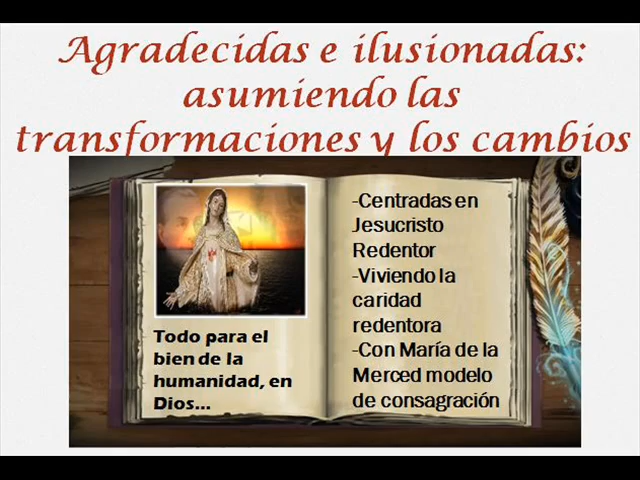 Agradecidas e ilusionadas:
asumiendo las
transformaciones y los cambios
Todo para el
bien de la
humanidad, en
Dios...
-Centradas en
Jesucristo
Redentor
-Viviendo la
caridad
redentora
-Con María de la
Merced modelo
de consagración